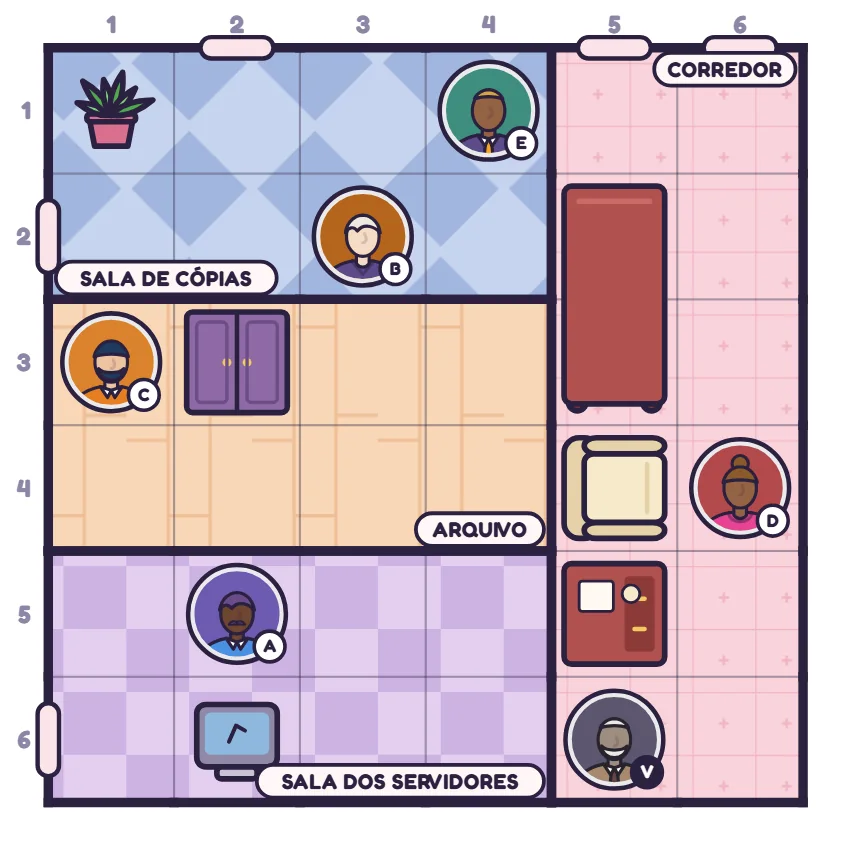 1 2 3 4 5 6
CORREDOR
1
E
2
B
SALA DE CÓPIAS
3
C
4
D
ARQUIVO
5
A
6
V
SALA DOS SERVIDORES